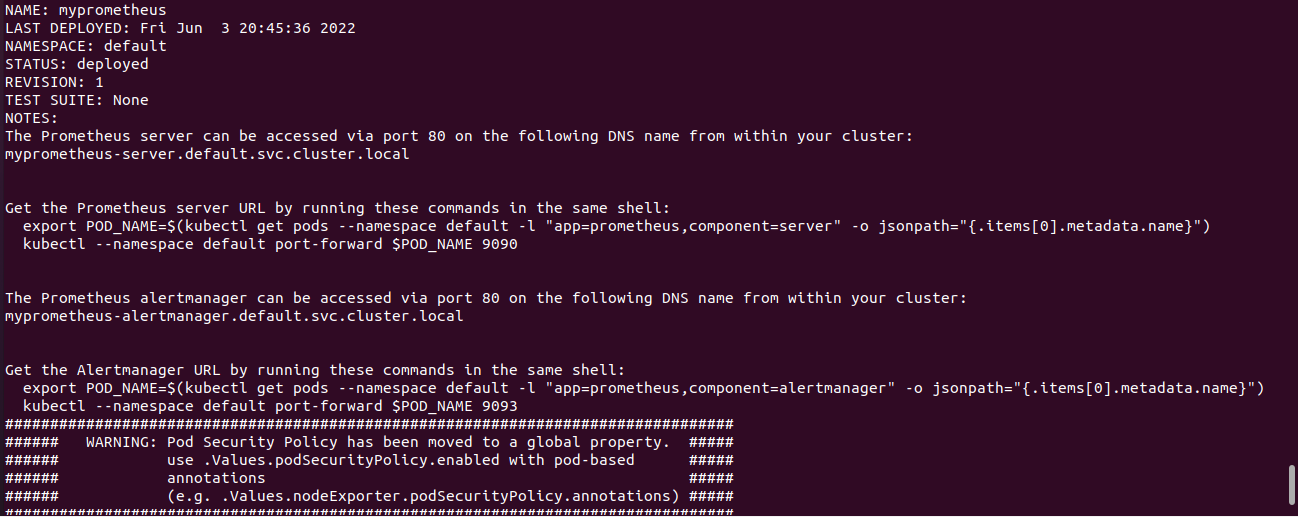 NAME: myprometheus
LAST DEPLOYED: Fri Jun  3 20:45:36 2022
NAMESPACE: default
STATUS: deployed
REVISION: 1
TEST SUITE: None
NOTES:
The Prometheus server can be accessed via port 80 on the following DNS name from within your cluster:
myprometheus-server.default.svc.cluster.local
Get the Prometheus server URL by running these commands in the same shell:
  export POD_NAME=$(kubectl get pods --namespace default -l "app=prometheus,component=server" -o jsonpath="{.items[0].metadata.name}")
  kubectl --namespace default port-forward $POD_NAME 9090
The Prometheus alertmanager can be accessed via port 80 on the following DNS name from within your cluster:
myprometheus-alertmanager.default.svc.cluster.local
Get the Alertmanager URL by running these commands in the same shell:
  export POD_NAME=$(kubectl get pods --namespace default -l "app=prometheus,component=alertmanager" -o jsonpath="{.items[0].metadata.name}")
  kubectl --namespace default port-forward $POD_NAME 9093
#################################################################################
######   WARNING: Pod Security Policy has been moved to a global property.  #####
######            use .Values.podSecurityPolicy.enabled with pod-based      #####
######            annotations                                               #####
######            (e.g. .Values.nodeExporter.podSecurityPolicy.annotations) #####
#################################################################################